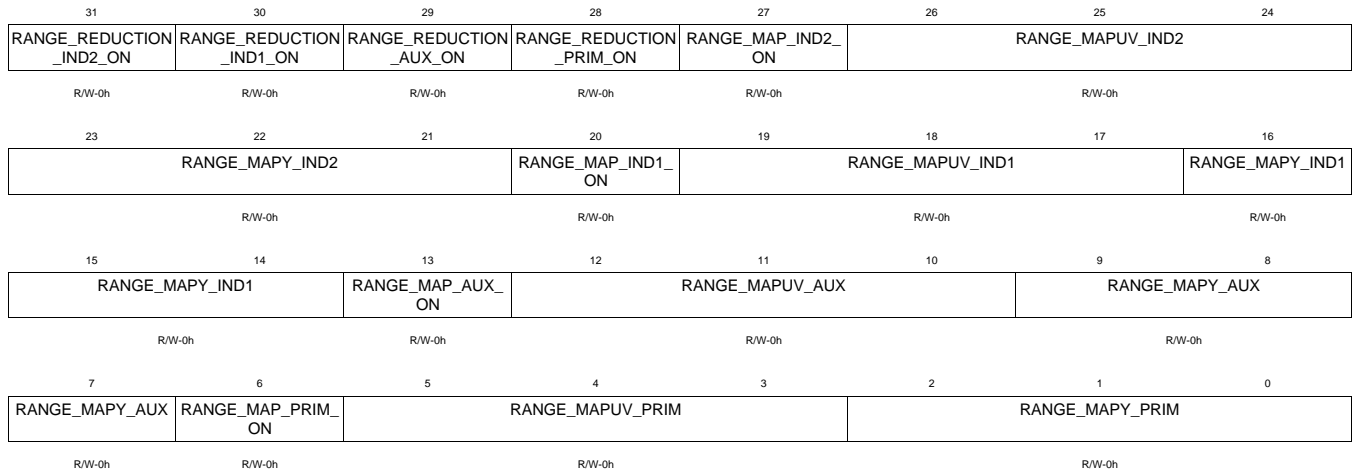 31 30 29 28 27 26 25 24
RANGE_REDUCTION RANGE_REDUCTION RANGE_REDUCTION RANGE_REDUCTION RANGE_MAP_IND2_ RANGE_MAPUV_IND2
_IND2_ON _IND1_ON _AUX_ON _PRIM_ON ON
R/W-0h R/W-0h R/W-0h R/W-0h R/W-0h R/W-0h
23 22 21 20 19 18 17 16
RANGE_MAPY_IND2 RANGE_MAP_IND1_ RANGE_MAPUV_IND1 RANGE_MAPY_IND1
ON
R/W-0h R/W-0h R/W-0h R/W-0h
15 14 13 12 11 10 9 8
RANGE_MAPY_IND1 RANGE_MAP_AUX_ RANGE_MAPUV_AUX RANGE_MAPY_AUX
ON
R/W-0h R/W-0h R/W-0h R/W-0h
7 6 5 4 3 2 1 0
RANGE_MAPY_AUX RANGE_MAP_PRIM_ RANGE_MAPUV_PRIM RANGE_MAPY_PRIM
ON
R/W-0h R/W-0h R/W-0h R/W-0h